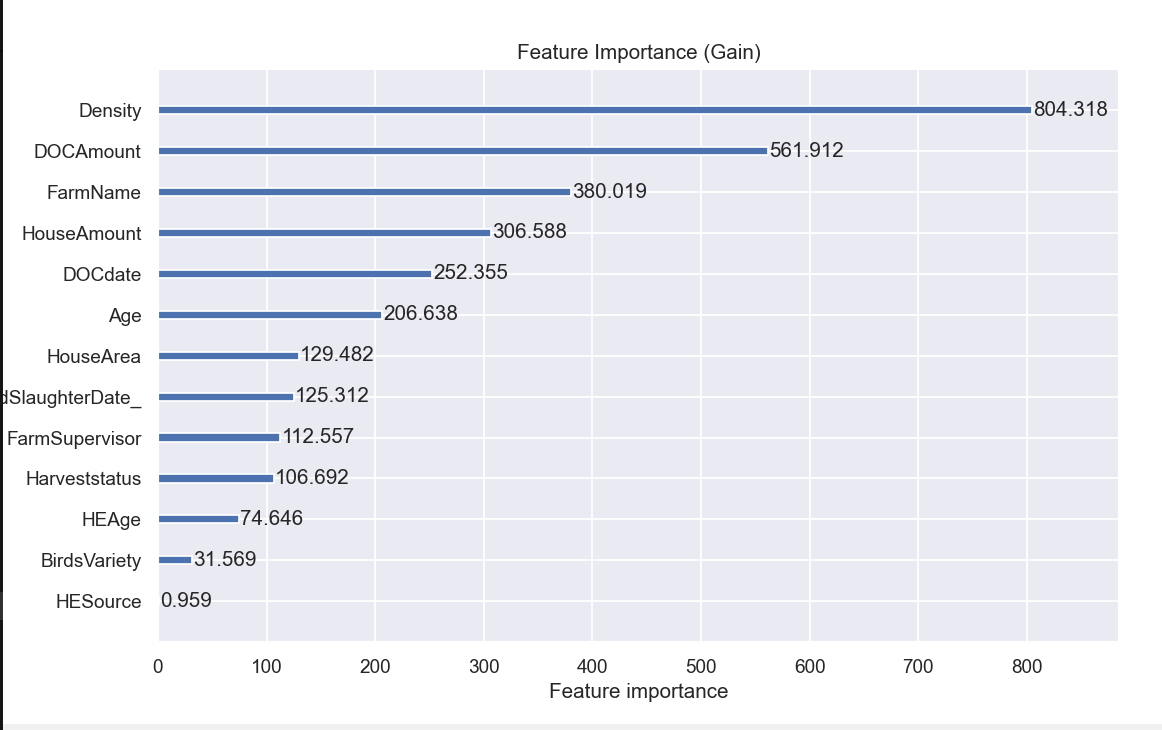 Feature Importance (Gain)
Density 804.318
DOCAmount 561.912
FarmName 380.019
HouseAmount 306.588
DOCdate 252.355
Age 206.638
HouseArea 129.482
dSlaughterDate_ 125.312
FarmSupervisor 112.557
Harveststatus 106.692
HEAge 74.646
BirdsVariety 31.569
HESource 0.959
0 100 200 300 400 500 600 700 800
Feature importance